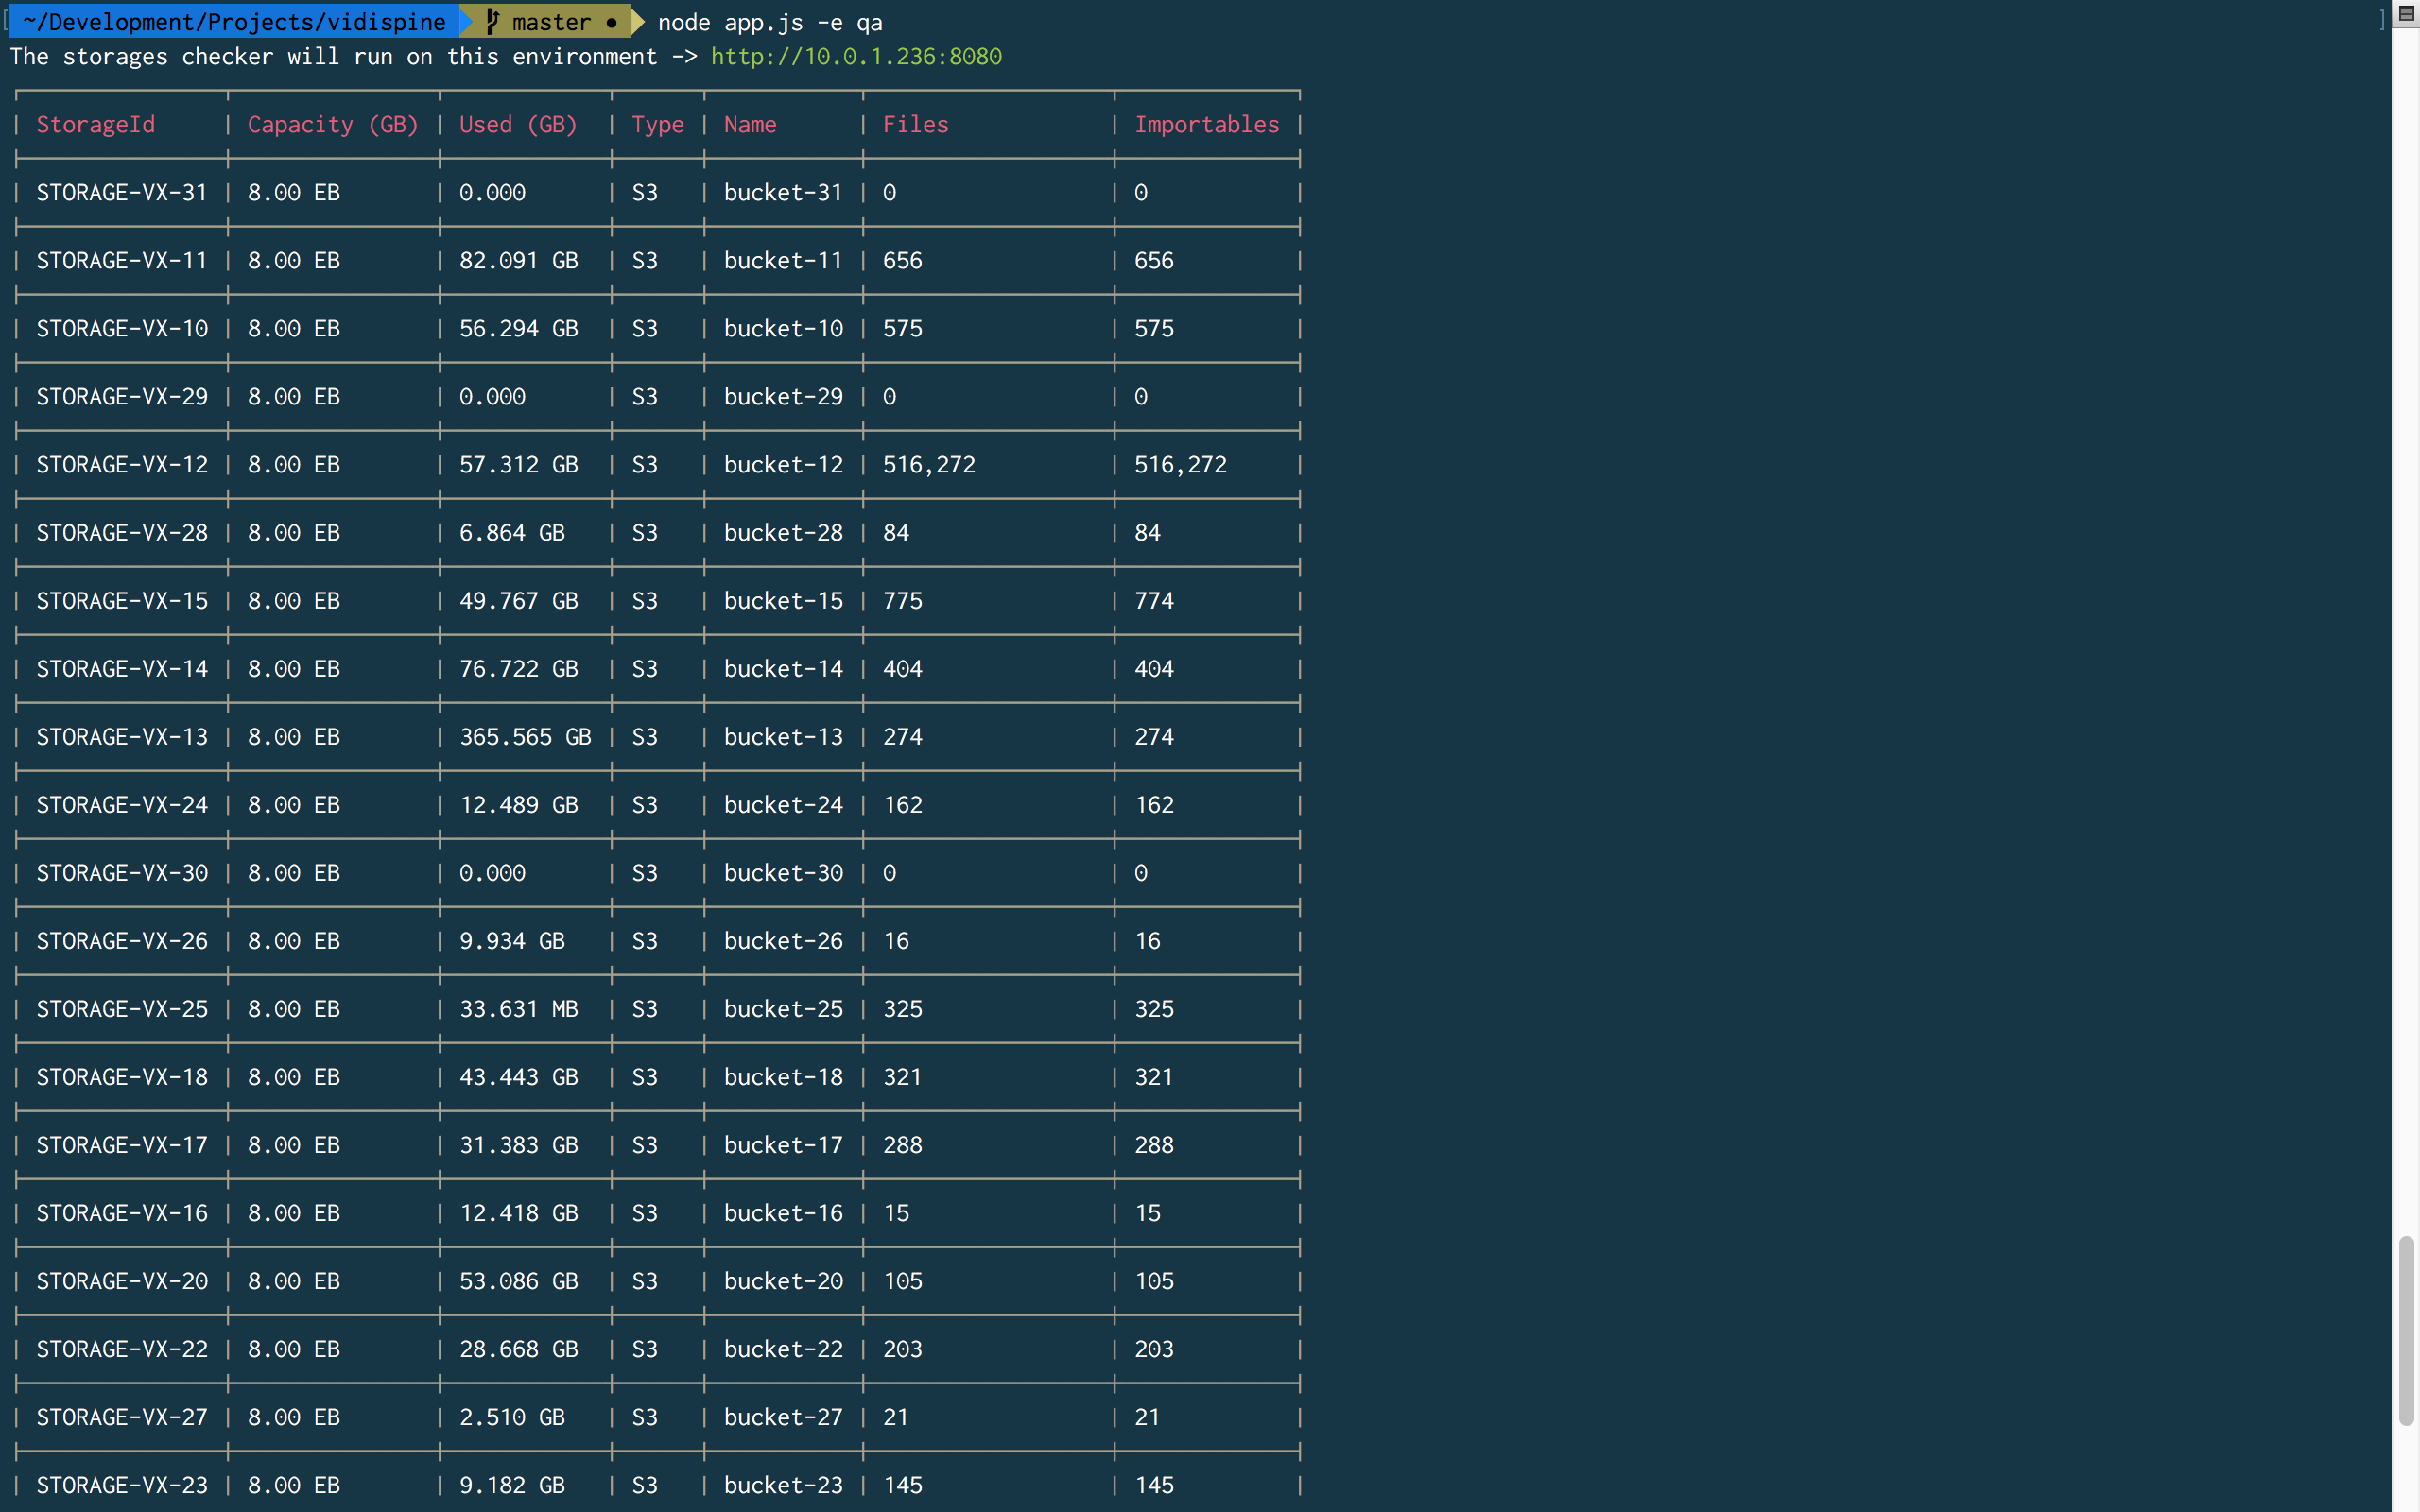 ~/Development/Projects/vidispine master ● node app.js -e qa
The storages checker will run on this environment -> http://10.0.1.236:8080
StorageId | Capacity (GB) | Used (GB) | Type | Name | Files | Importables
STORAGE-VX-31 | 8.00 EB | 0.000 | S3 | bucket-31 | 0 | 0
STORAGE-VX-11 | 8.00 EB | 82.091 GB | S3 | bucket-11 | 656 | 656
STORAGE-VX-10 | 8.00 EB | 56.294 GB | S3 | bucket-10 | 575 | 575
STORAGE-VX-29 | 8.00 EB | 0.000 | S3 | bucket-29 | 0 | 0
STORAGE-VX-12 | 8.00 EB | 57.312 GB | S3 | bucket-12 | 516,272 | 516,272
STORAGE-VX-28 | 8.00 EB | 6.864 GB | S3 | bucket-28 | 84 | 84
STORAGE-VX-15 | 8.00 EB | 49.767 GB | S3 | bucket-15 | 775 | 774
STORAGE-VX-14 | 8.00 EB | 76.722 GB | S3 | bucket-14 | 404 | 404
STORAGE-VX-13 | 8.00 EB | 365.565 GB | S3 | bucket-13 | 274 | 274
STORAGE-VX-24 | 8.00 EB | 12.489 GB | S3 | bucket-24 | 162 | 162
STORAGE-VX-30 | 8.00 EB | 0.000 | S3 | bucket-30 | 0 | 0
STORAGE-VX-26 | 8.00 EB | 9.934 GB | S3 | bucket-26 | 16 | 16
STORAGE-VX-25 | 8.00 EB | 33.631 MB | S3 | bucket-25 | 325 | 325
STORAGE-VX-18 | 8.00 EB | 43.443 GB | S3 | bucket-18 | 321 | 321
STORAGE-VX-17 | 8.00 EB | 31.383 GB | S3 | bucket-17 | 288 | 288
STORAGE-VX-16 | 8.00 EB | 12.418 GB | S3 | bucket-16 | 15 | 15
STORAGE-VX-20 | 8.00 EB | 53.086 GB | S3 | bucket-20 | 105 | 105
STORAGE-VX-22 | 8.00 EB | 28.668 GB | S3 | bucket-22 | 203 | 203
STORAGE-VX-27 | 8.00 EB | 2.510 GB | S3 | bucket-27 | 21 | 21
STORAGE-VX-23 | 8.00 EB | 9.182 GB | S3 | bucket-23 | 145 | 145